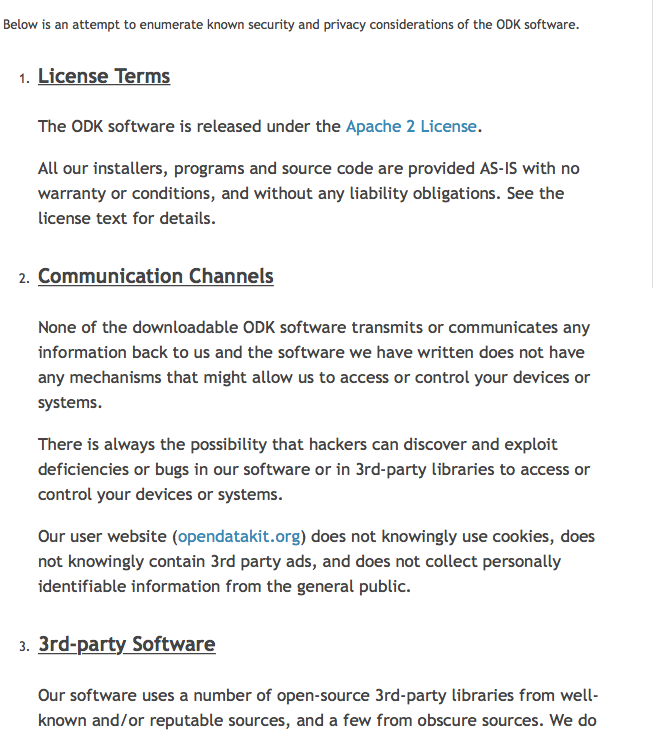 Below is an attempt to enumerate known security and privacy considerations of the ODK software.
1. License Terms
The ODK software is released under the Apache 2 License.
All our installers, programs and source code are provided AS-IS with no
warranty or conditions, and without any liability obligations. See the
license text for details.
2. Communication Channels
None of the downloadable ODK software transmits or communicates any
information back to us and the software we have written does not have
any mechanisms that might allow us to access or control your devices or
systems.
There is always the possibility that hackers can discover and exploit
deficiencies or bugs in our software or in 3rd-party libraries to access or
control your devices or systems.
Our user website (opendatakit.org) does not knowingly use cookies, does
not knowingly contain 3rd party ads, and does not collect personally
identifiable information from the general public.
3. 3rd-party Software
Our software uses a number of open-source 3rd-party libraries from well-
known and/or reputable sources, and a few from obscure sources. We do